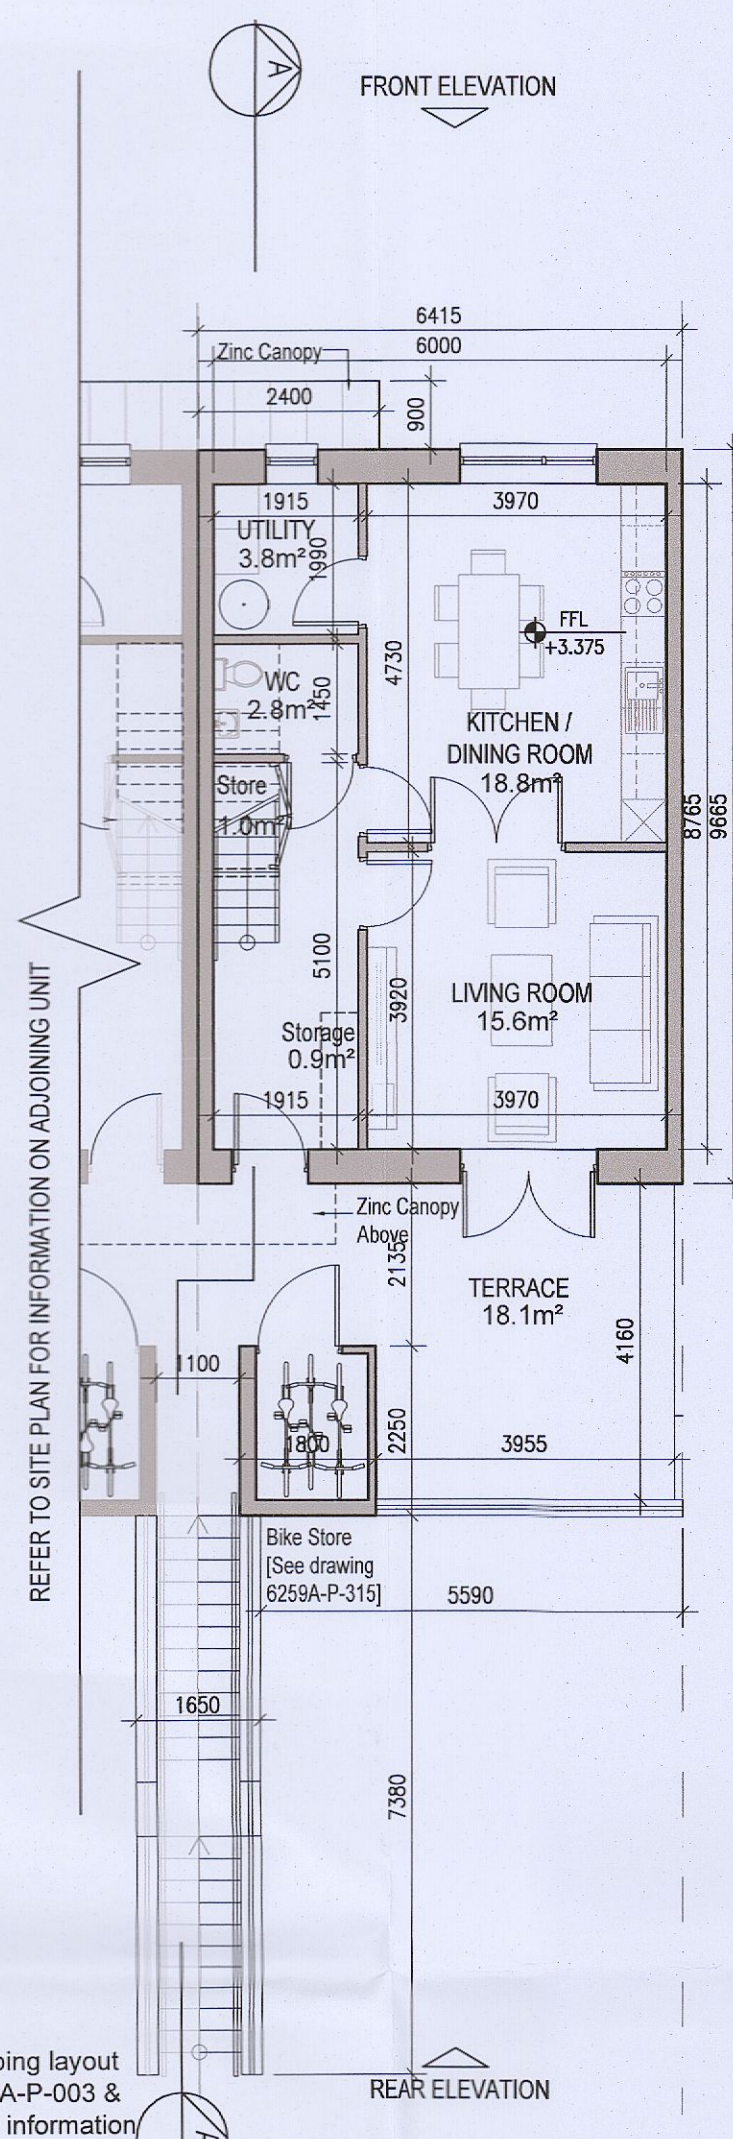 A
FRONT ELEVATION
6415
6000
Zinc Canopy
2400
900
1915
3970
UTILITY
3.8m²
1990
FFL
+3.375
4730
WC
2.8m²
1450
KITCHEN /
DINING ROOM
18.8m²
Store
1.0m²
8765
9665
5100
3920
LIVING ROOM
15.6m²
Storage
0.9m²
1915
3970
REFER TO SITE PLAN FOR INFORMATION ON ADJOINING UNIT
Zinc Canopy
Above
2135
TERRACE
18.1m²
4160
1100
2250
1800
3955
Bike Store
[See drawing
6259A-P-315]
5590
1650
7380
ping layout
A-P-003 &
information
REAR ELEVATION
A